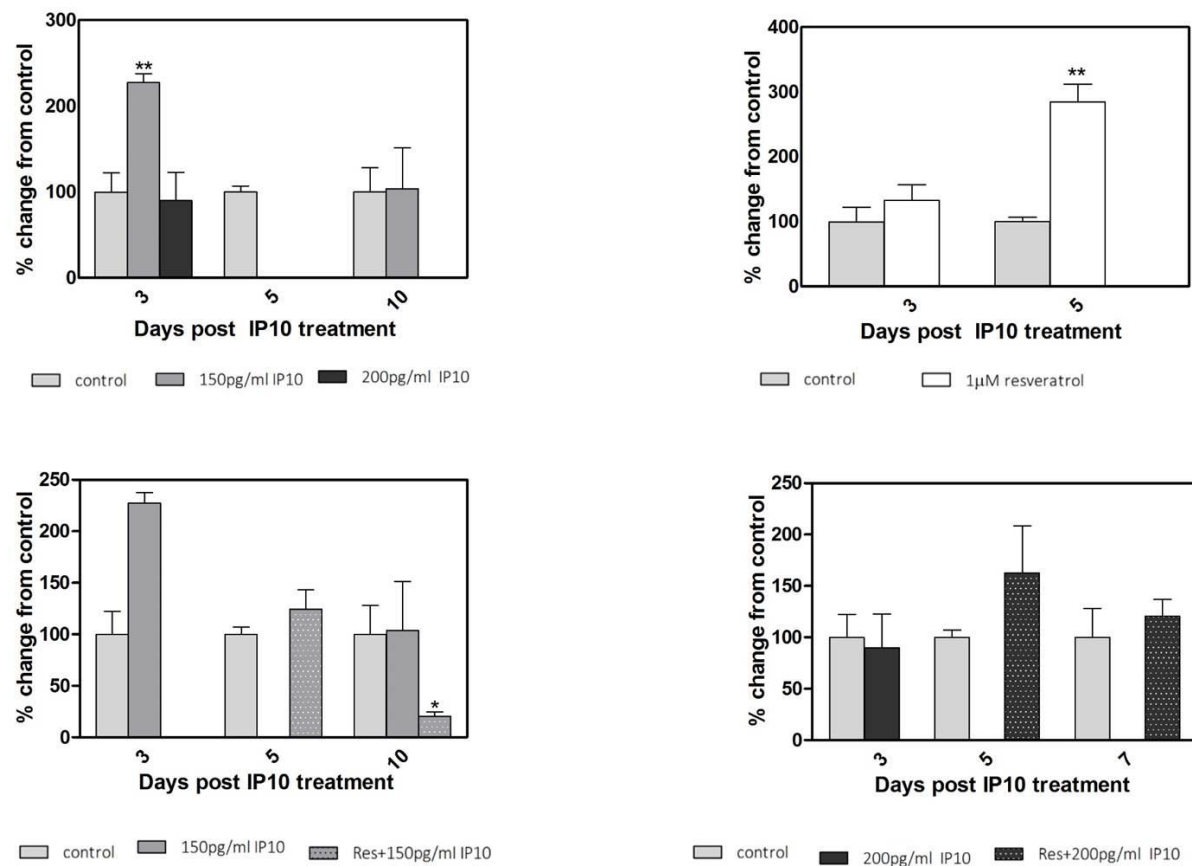 % change from control
300
200
100
0
**
3
5
10
Days post IP10 treatment
control
150pg/ml IP10
200pg/ml IP10
% change from control
400
300
200
100
0
**
3
5
Days post IP10 treatment
control
1µM resveratrol
% change from control
250
200
150
100
50
0
*
3
5
10
Days post IP10 treatment
control
150pg/ml IP10
Res+150pg/ml IP10
% change from control
250
200
150
100
50
0
3
5
7
Days post IP10 treatment
control
200pg/ml IP10
Res+200pg/ml IP10